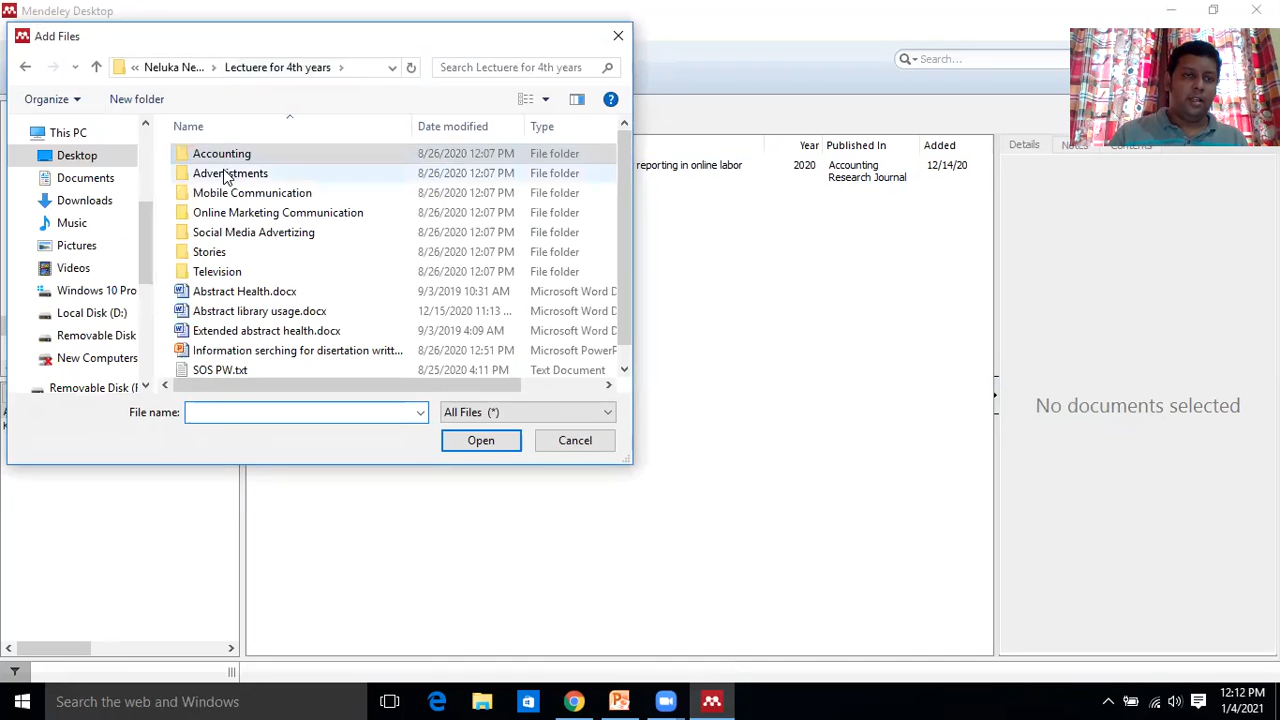 Mendeley Desktop
Add Files
Neluka Ne... > Lectuere for 4th years >
Search Lectuere for 4th years
Search...
Organize
New folder
Name
Date modified
Type
This PC
Desktop
Documents
Downloads
Music
Pictures
Videos
Windows 10 Pro
Local Disk (D:)
Removable Disk
New Computers
Removable Disk (F
Accounting 8/26/2020 12:07 PM File folder
8/26/2020 12:07 PM File folder
Mobile Communication 8/26/2020 12:07 PM File folder
Online Marketing Communication 8/26/2020 12:07 PM File folder
Social Media Advertizing 8/26/2020 12:07 PM File folder
Stories 8/26/2020 12:07 PM File folder
Television 8/26/2020 12:07 PM File folder
Abstract Health.docx 9/3/2019 10:31 AM Microsoft Word D
Abstract library usage.docx 12/15/2020 11:13 ... Microsoft Word D
Extended abstract health.docx 9/3/2019 4:09 AM Microsoft Word D
Information serching for disertation writt... 8/26/2020 12:51 PM Microsoft PowerP
SOS PW.txt 8/25/2020 4:11 PM Text Document
File name:
All Files (*)
Open
Cancel
Year
Published In
Added
reporting in online labor 2020 Accounting Research Journal 12/14/20
Details
No documents selected
Search the web and Windows
12:12 PM
1/4/2021